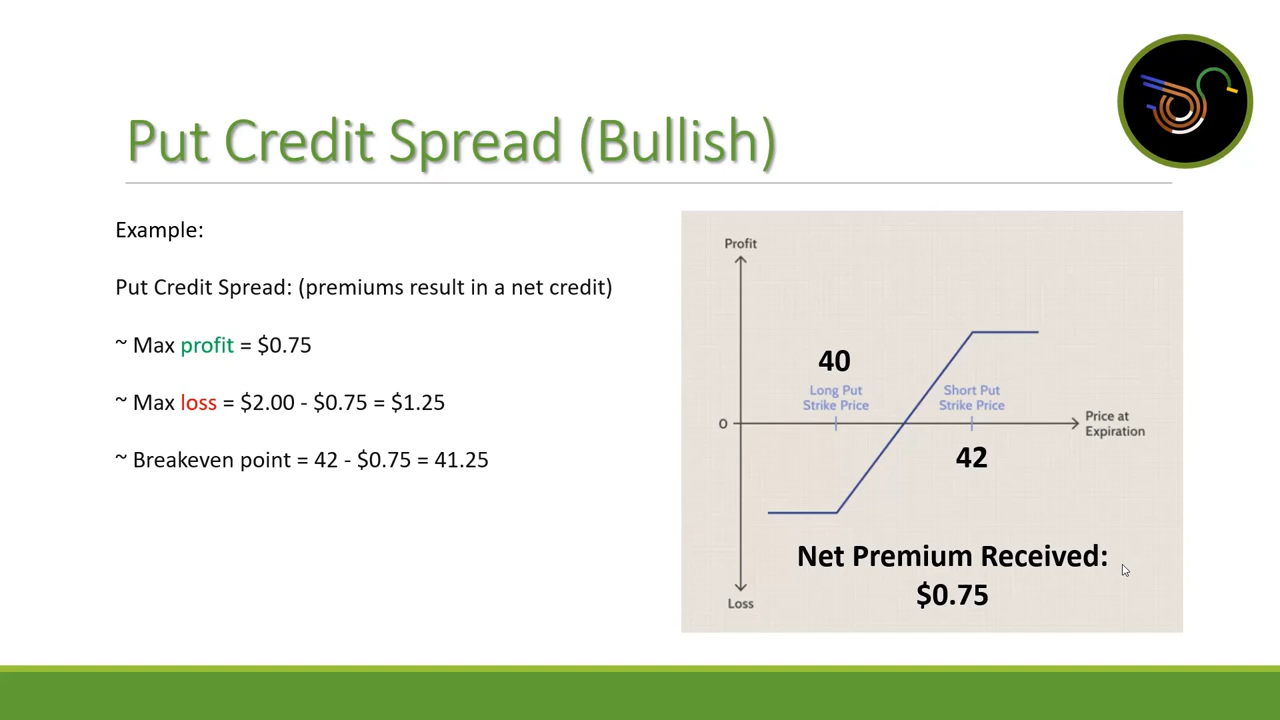 Put Credit Spread (Bullish)
Example:
Put Credit Spread: (premiums result in a net credit)
~ Max profit = $0.75
~ Max loss = $2.00 - $0.75 = $1.25
~ Breakeven point = 42 - $0.75 = 41.25
Profit
40
Long Put
Strike Price
Short Put
Strike Price
0
Price at
Expiration
42
Net Premium Received:
$0.75
Loss